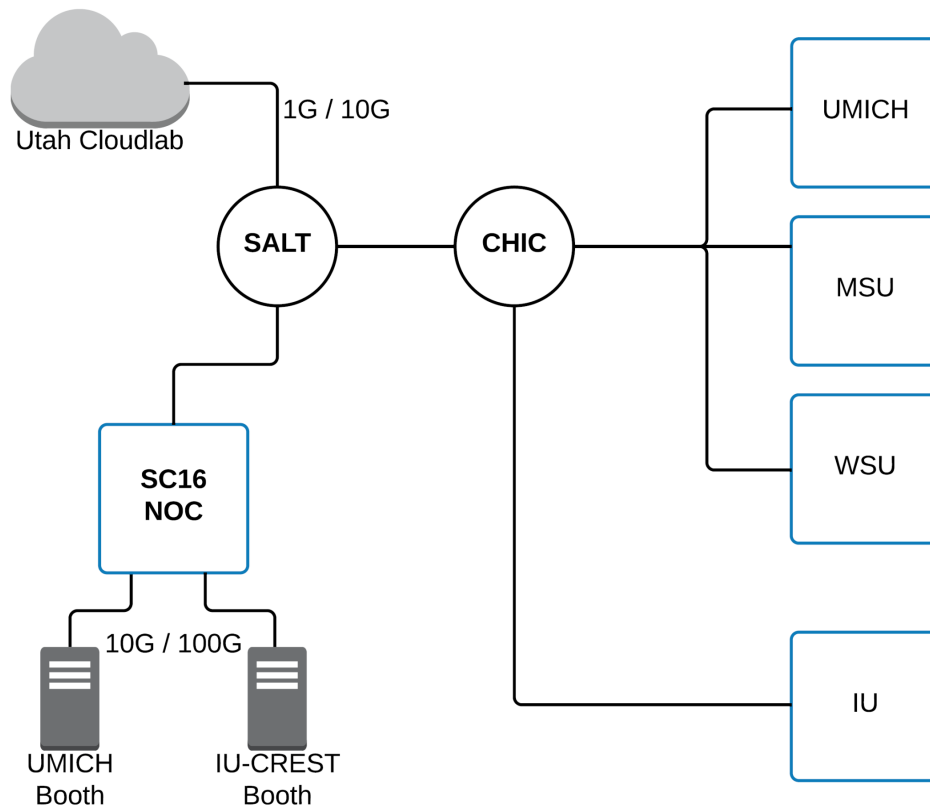 Utah Cloudlab
1G / 10G
UMICH
SALT
CHIC
MSU
WSU
SC16
NOC
10G / 100G
IU
UMICH
Booth
IU-CREST
Booth